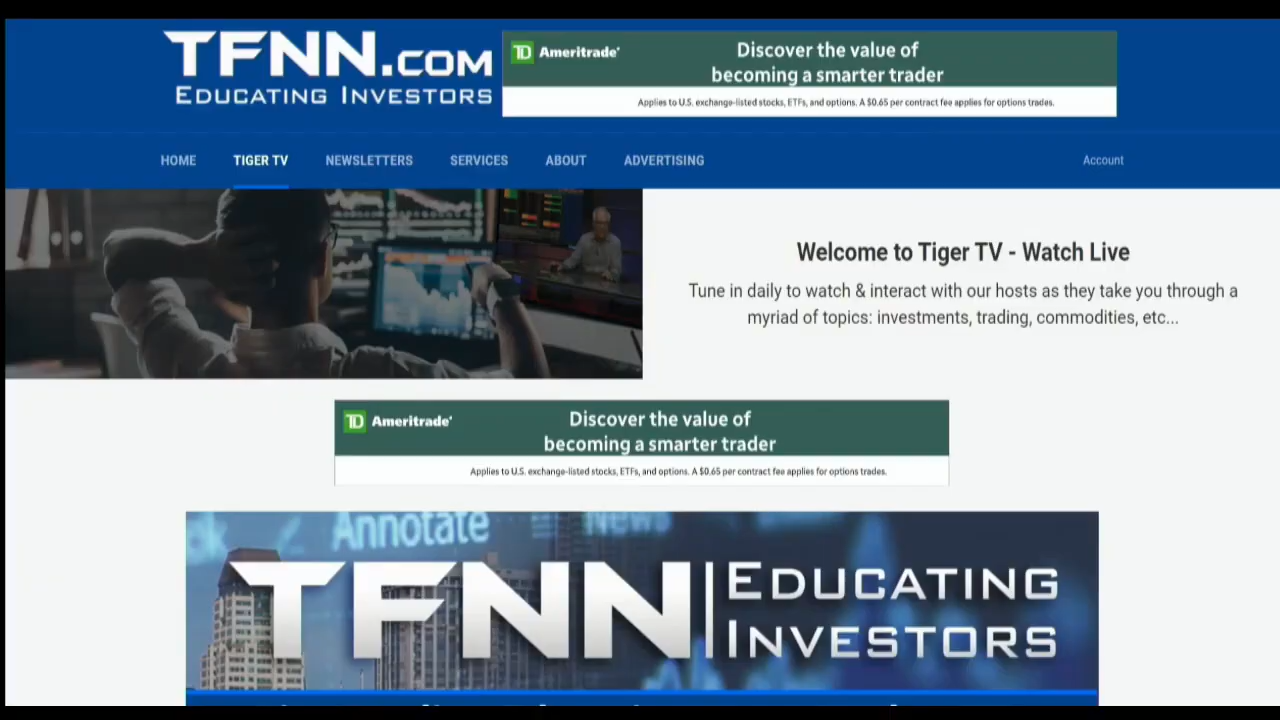 TFNN.COM
EDUCATING INVESTORS
TD Ameritrade
Discover the value of
becoming a smarter trader
Applies to U.S. exchange-listed stocks, ETFs, and options. A $0.65 per contract fee applies for options trades.
HOME TIGER TV NEWSLETTERS SERVICES ABOUT ADVERTISING Account
Welcome to Tiger TV - Watch Live
Tune in daily to watch & interact with our hosts as they take you through a
myriad of topics: investments, trading, commodities, etc...
TD Ameritrade
Discover the value of
becoming a smarter trader
Applies to U.S. exchange-listed stocks, ETFs, and options. A $0.65 per contract fee applies for options trades.
Annotate News
TFNN EDUCATING
INVESTORS